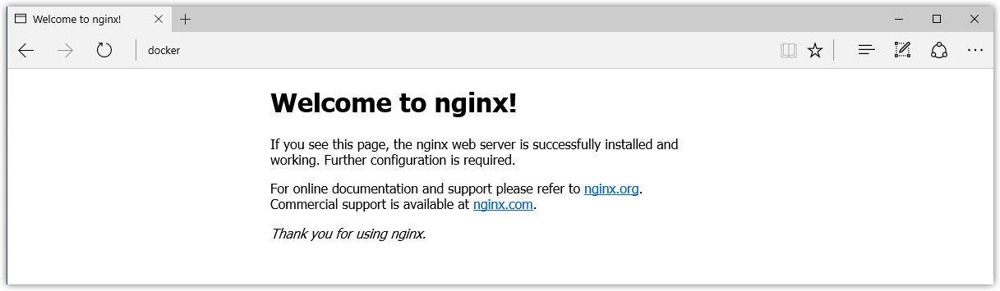 Welcome to nginx!
docker
Welcome to nginx!
If you see this page, the nginx web server is successfully installed and
working. Further configuration is required.
For online documentation and support please refer to nginx.org.
Commercial support is available at nginx.com.
Thank you for using nginx.